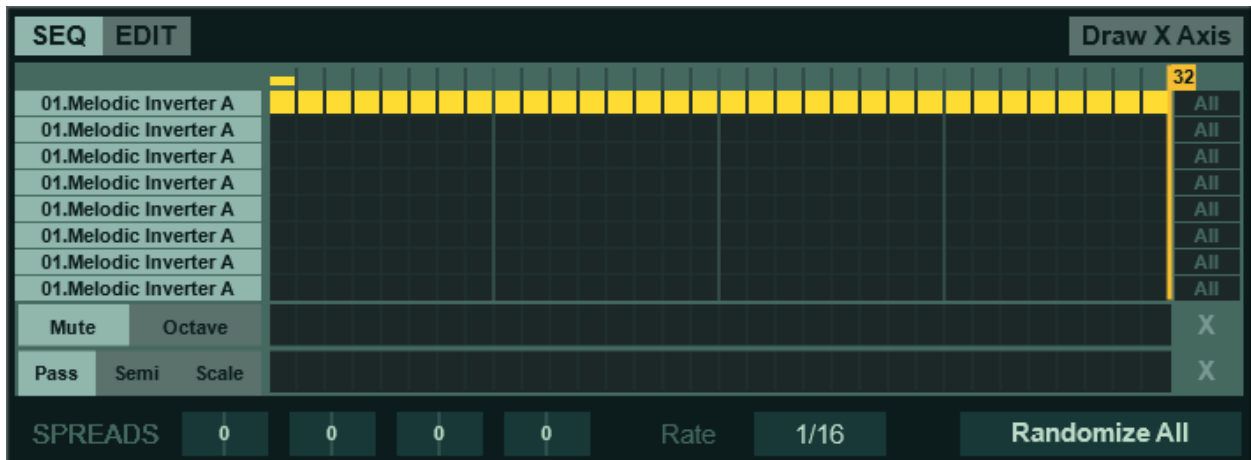 SEQ EDIT Draw X Axis
32
01.Melodic Inverter A All
01.Melodic Inverter A All
01.Melodic Inverter A All
01.Melodic Inverter A All
01.Melodic Inverter A All
01.Melodic Inverter A All
01.Melodic Inverter A All
01.Melodic Inverter A All
Mute Octave X
Pass Semi Scale X
SPREADS 0 0 0 0 Rate 1/16 Randomize All